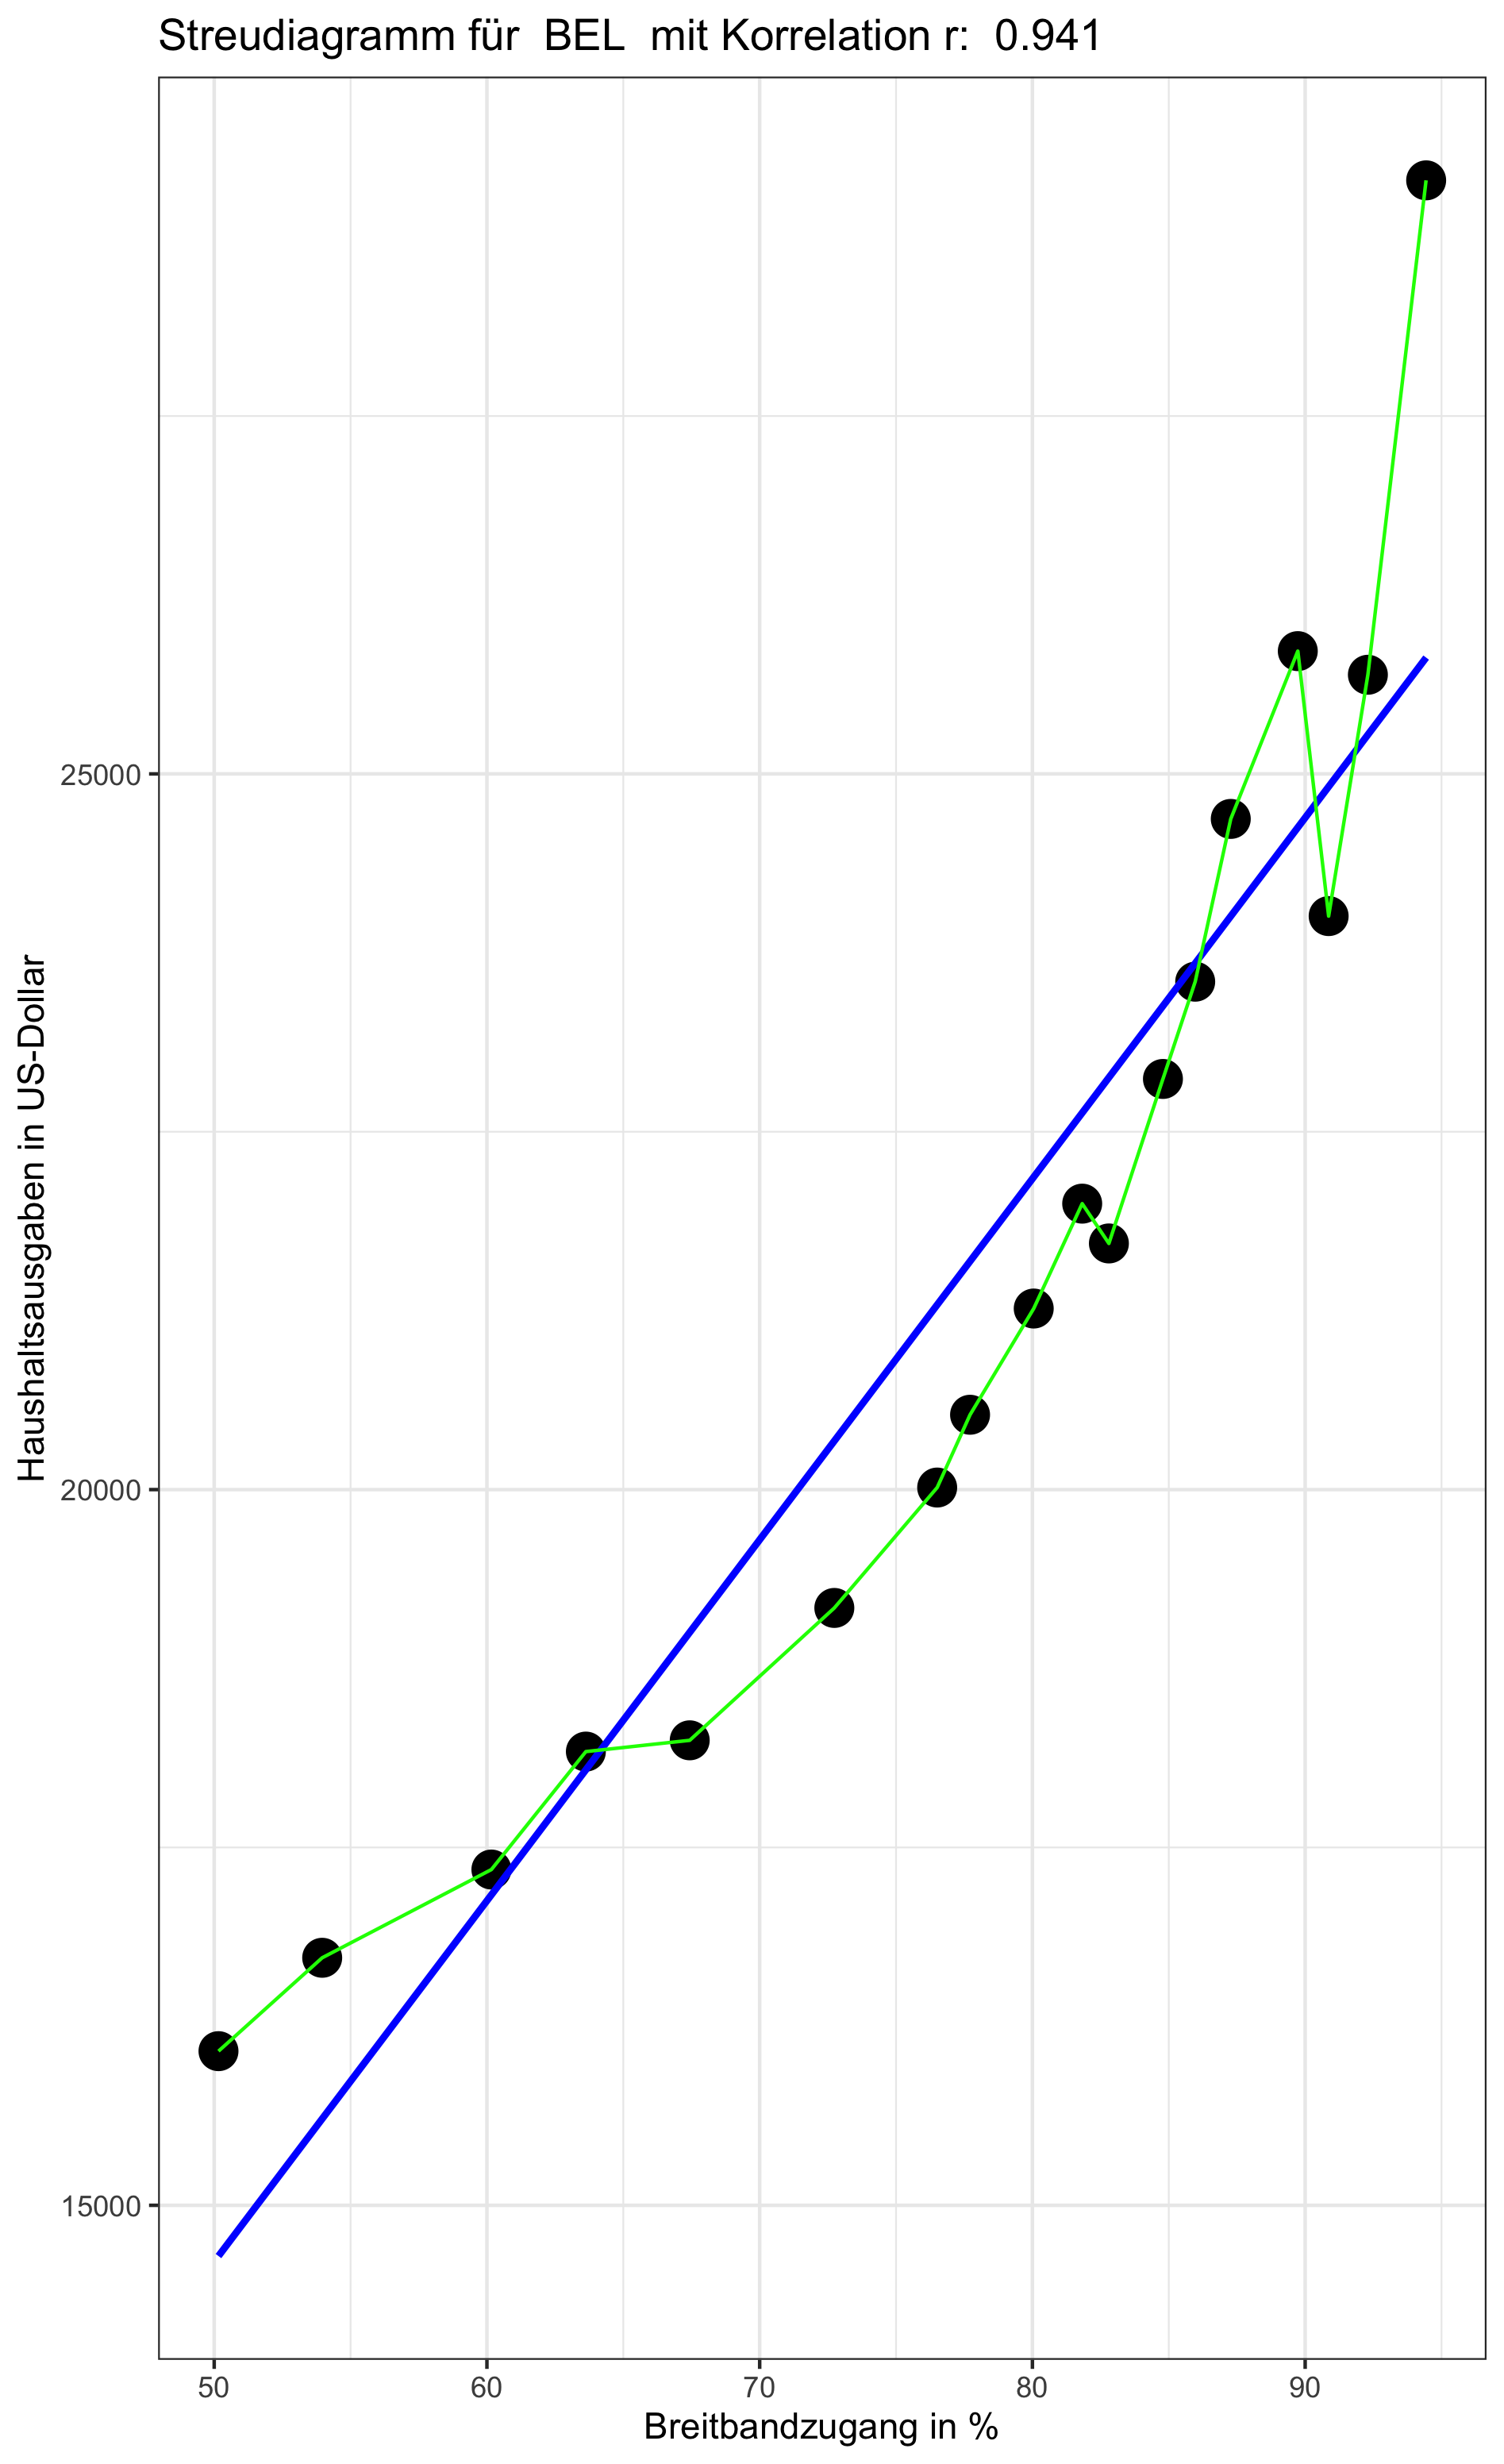 Streudiagramm für BEL mit Korrelation r: 0.941
Haushaltsausgaben in US-Dollar
25000
20000
15000
50 60 70 80 90
Breitbandzugang in %